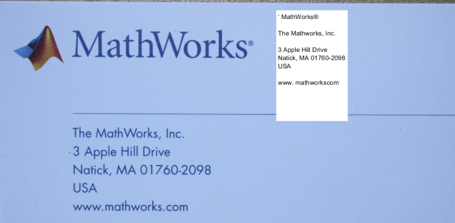 MathWorks®
' MathWorks®
The Mathworks, Inc.
3 Apple Hill Drive
Natick, MA 01760-2098
USA
www. mathworkscom
The MathWorks, Inc.
3 Apple Hill Drive
Natick, MA 01760-2098
USA
www.mathworks.com